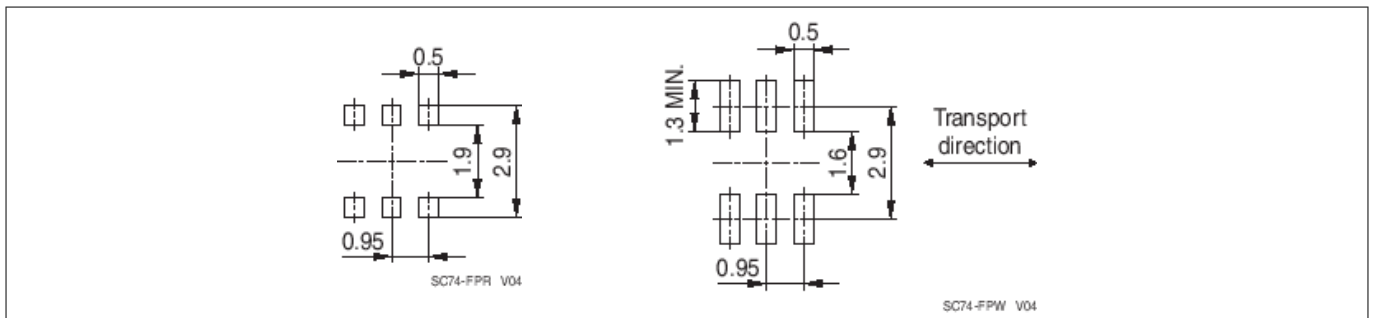 0.5
1.9
2.9
0.95
SC74-FPR V04
0.5
1.3 MIN.
1.6
2.9
0.95
Transport
direction
SC74-FPW V04